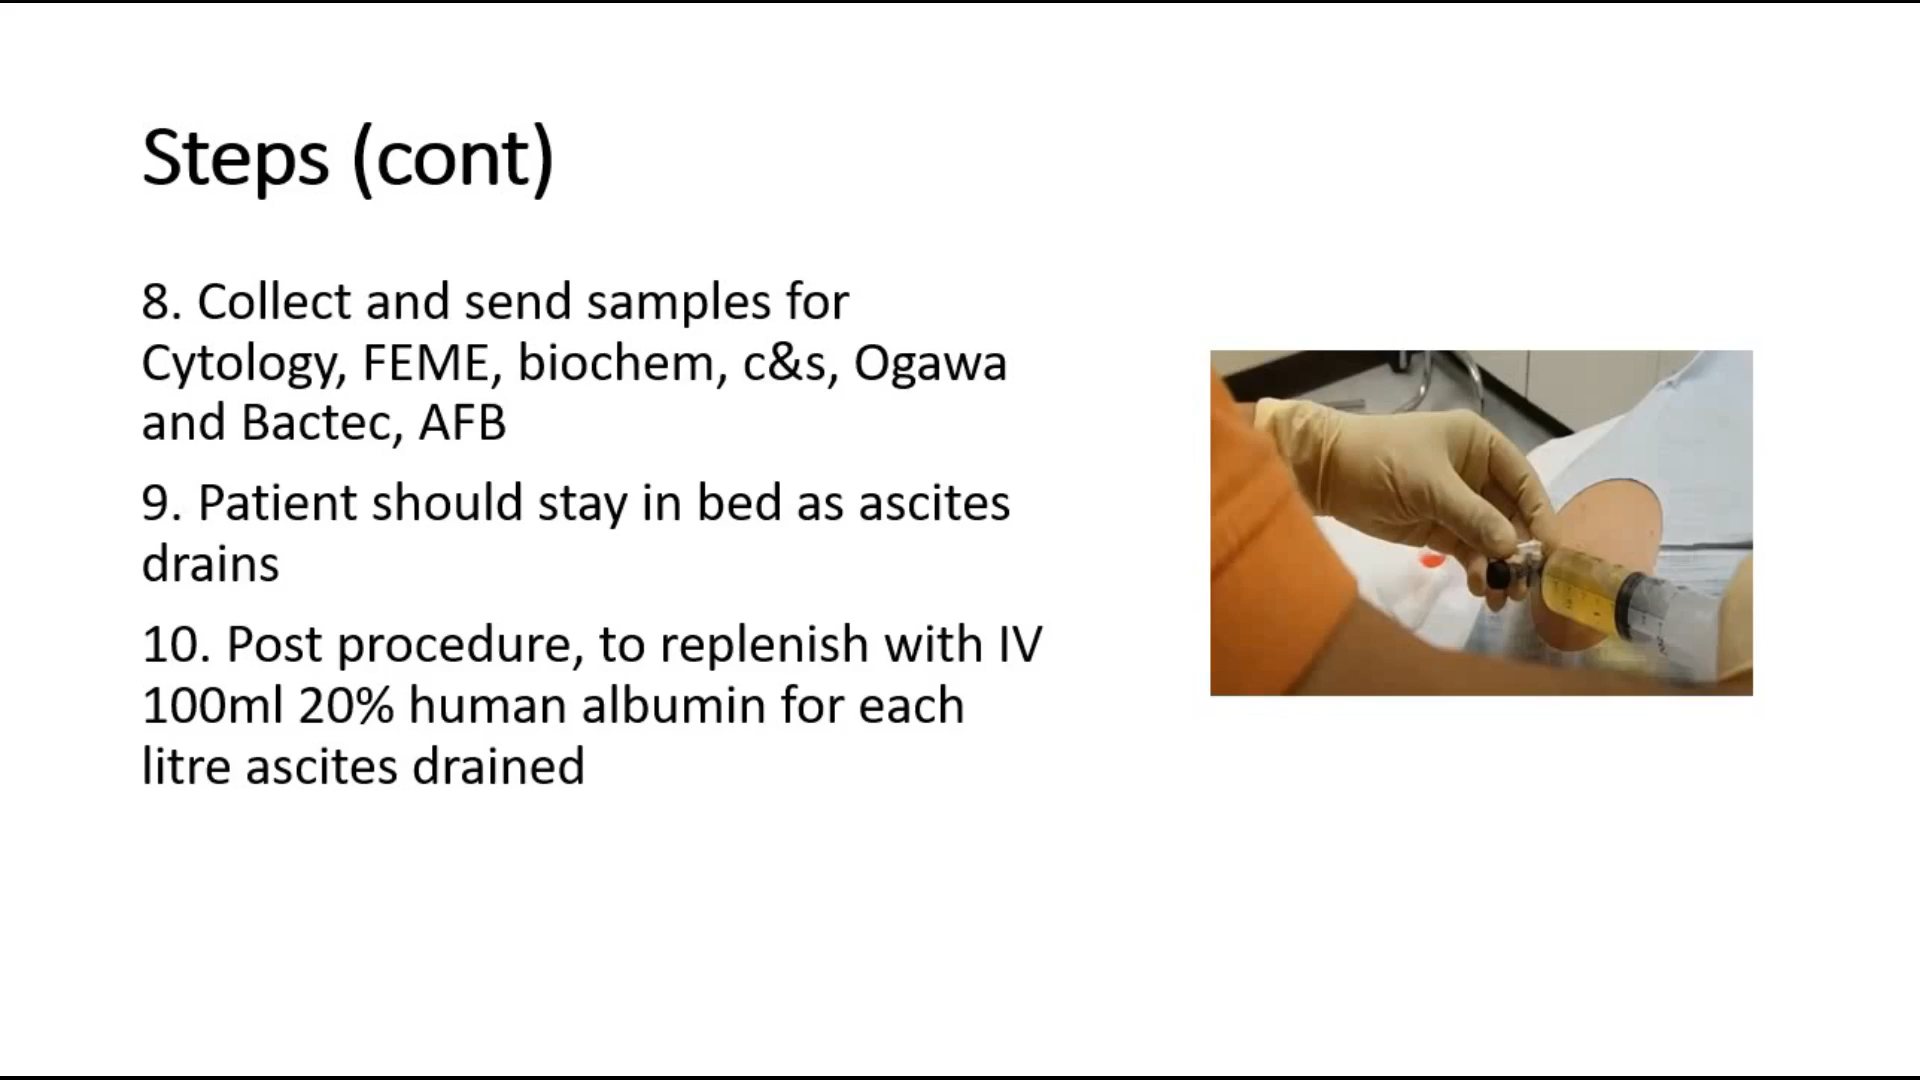 Steps (cont)
8. Collect and send samples for
Cytology, FEME, biochem, c&s, Ogawa
and Bactec, AFB
9. Patient should stay in bed as ascites
drains
10. Post procedure, to replenish with IV
100ml 20% human albumin for each
litre ascites drained